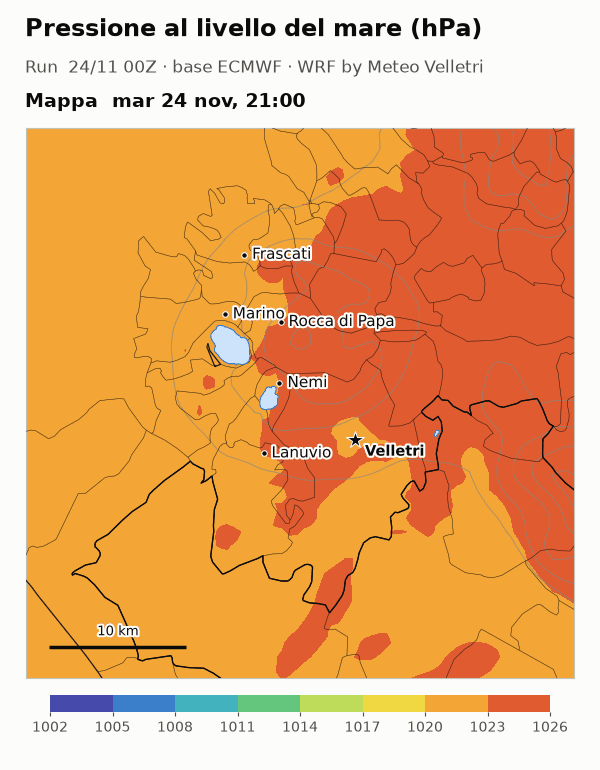 Pressione al livello del mare (hPa)
Run  24/11 00Z · base ECMWF · WRF by Meteo Velletri
Mappa  mar 24 nov, 21:00
Frascati
Marino
Rocca di Papa
Nemi
Velletri
Lanuvio
10 km
1002 1005 1008 1011 1014 1017 1020 1023 1026